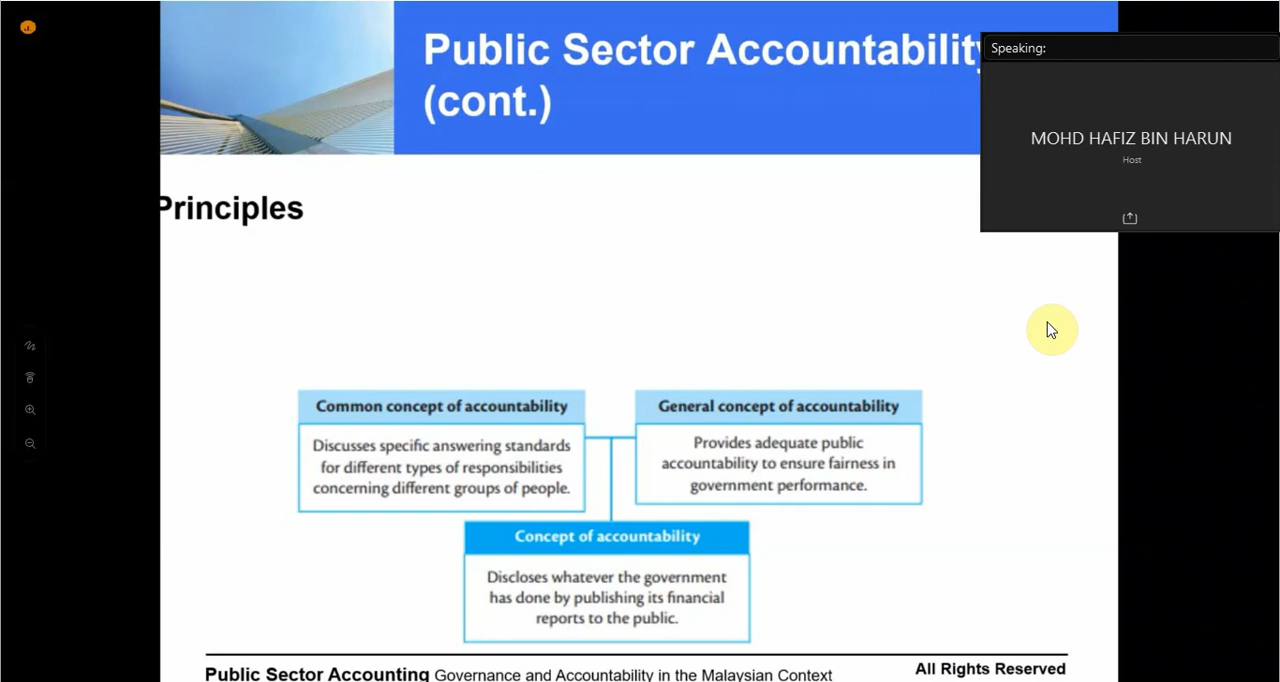 Public Sector Accountability
(cont.)
Speaking:
MOHD HAFIZ BIN HARUN
Host
Principles
Common concept of accountability
Discusses specific answering standards
for different types of responsibilities
concerning different groups of people.
General concept of accountability
Provides adequate public
accountability to ensure fairness in
government performance.
Concept of accountability
Discloses whatever the government
has done by publishing its financial
reports to the public.
Public Sector Accounting Governance and Accountability in the Malaysian Context
All Rights Reserved